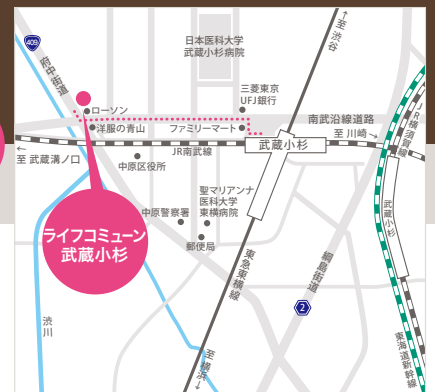 409
府中街道
日本医科大学
武蔵小杉病院
↑至 渋谷
ローソン
三菱東京
UFJ銀行
洋服の青山
ファミリーマート
南武沿線道路
至 川崎→
JR横須賀線
←
至 武蔵溝ノ口
JR南武線
武蔵小杉
中原区役所
聖マリアンナ
医科大学
東横病院
中原警察署
郵便局
武蔵小杉
ライフコミューン
武蔵小杉
東急東横線
綱島街道
2
渋川
至 横浜→
東海道新幹線